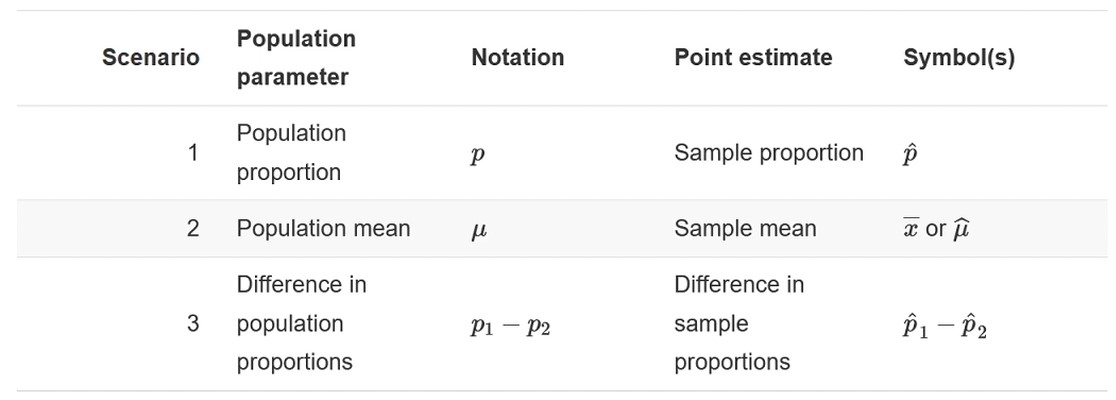 Scenario Population parameter Notation Point estimate Symbol(s)
1 Population proportion p Sample proportion p̂
2 Population mean μ Sample mean x̅ or μ̂
3 Difference in population proportions p₁ − p₂ Difference in sample proportions p̂₁ − p̂₂